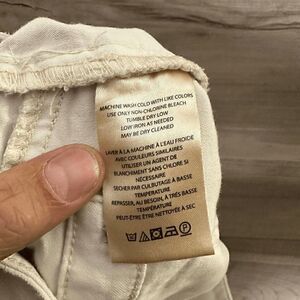 MACHINE WASH COLD WITH LIKE COLORS
USE ONLY NON-CHLORINE BLEACH
TUMBLE DRY LOW
LOW IRON AS NEEDED
MAY BE DRY CLEANED
LAVER À LA MACHINE À L'EAU FROIDE
AVEC COULEURS SIMILAIRES
UTILISER UN AGENT DE
BLANCHIMENT SANS CHLORE SI
NÉCESSAIRE
SÉCHER PAR CULBUTAGE À BASSE
TEMPÉRATURE
REPASSER, AU BESOIN, À TRÈS BASSE
TEMPÉRATURE
PEUT-ÊTRE NETTOYÉE À SEC